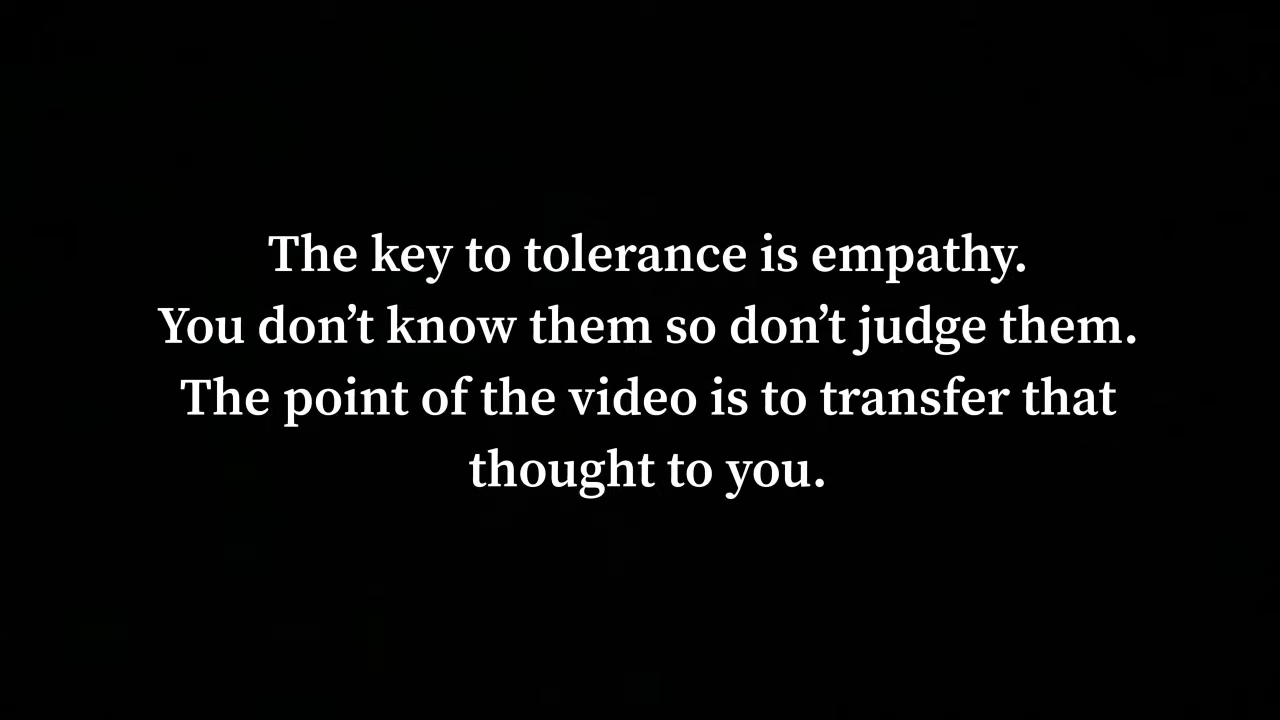 The key to tolerance is empathy.
You don’t know them so don’t judge them.
The point of the video is to transfer that
thought to you.